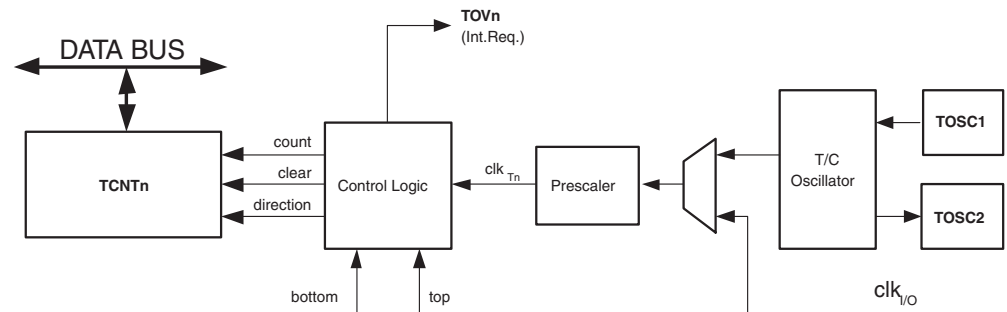 TOVn
(Int.Req.)
DATA BUS
TCNTn
count
clear
direction
Control Logic
clk Tn
Prescaler
T/C
Oscillator
TOSC1
TOSC2
bottom
top
clk I/O